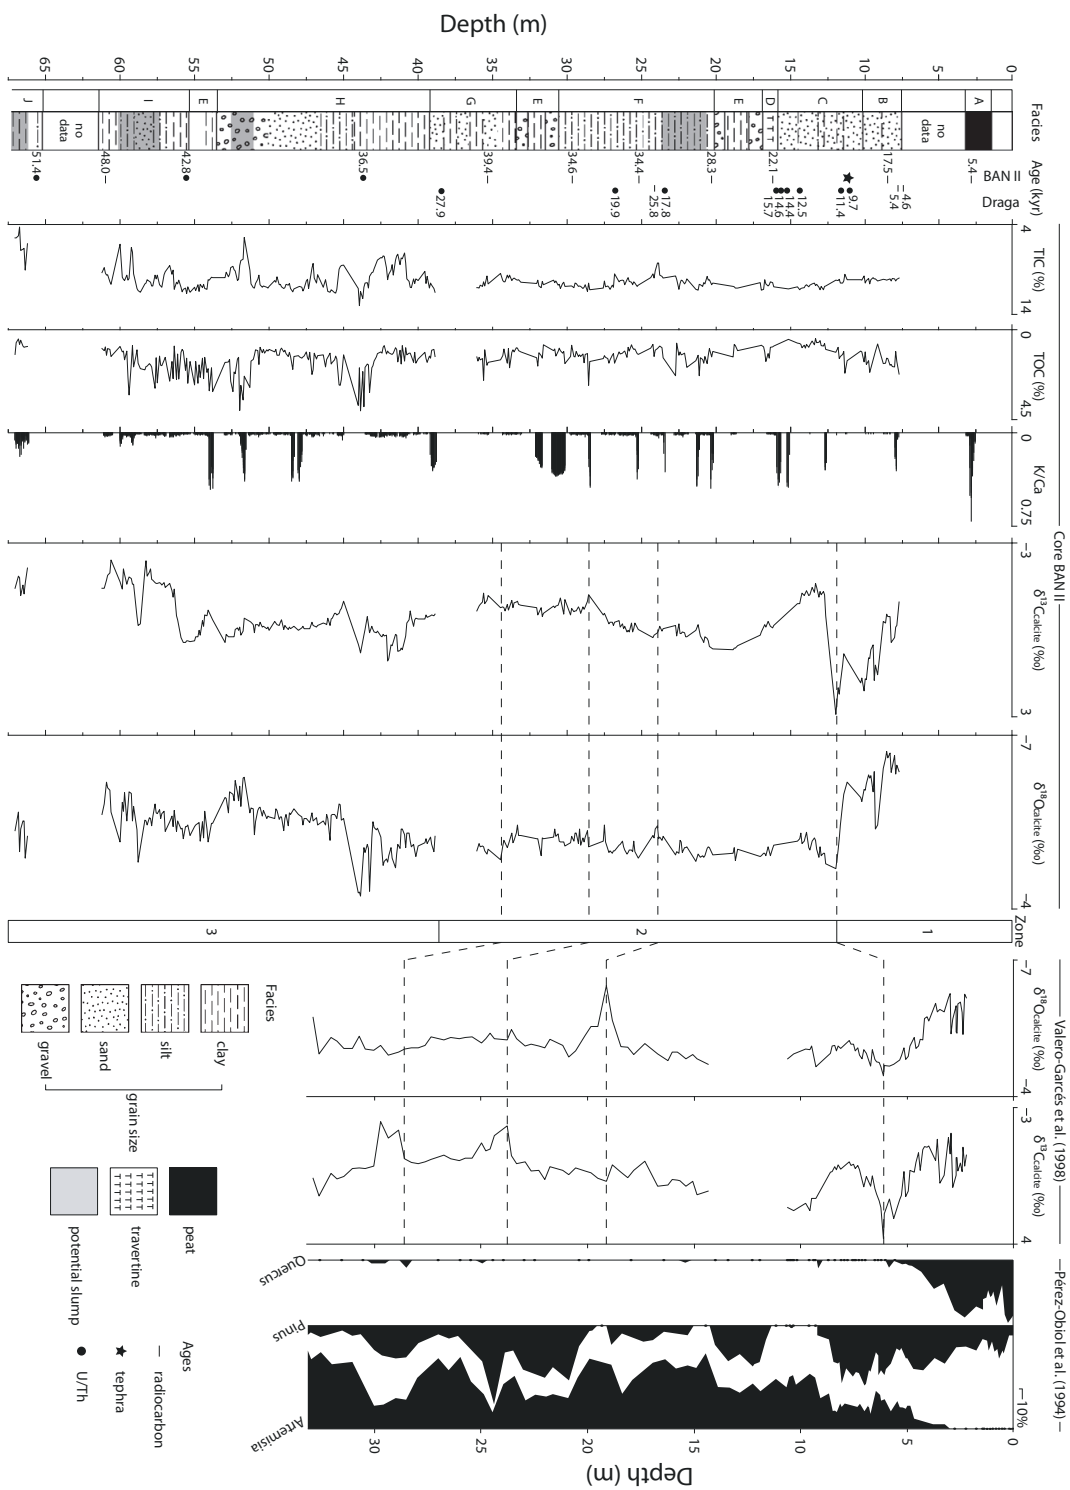 Depth (m)
65
60
55
50
45
40
35
30
25
20
15
10
5
0
J
no data
I
E
H
G
E
F
E
D
C
B
no data
A
Facies
51.4
48.0
42.8
36.5
39.4
34.6
34.4
28.3
22.1
17.5
5.4
BAN II
Age (kyr)
27.9
19.9
25.8
17.8
15.7
14.6
14.4
12.5
11.4
9.7
5.4
4.6
Draga
Core BAN II
4
TIC (%)
14
0
TOC (%)
4.5
0
K/Ca
0.75
−3
δ13Ccalcite (‰)
3
−7
δ18Ocalcite (‰)
−4
Zone
3
2
1
Valero-Garcés et al. (1998)
−7
δ18Ocalcite (‰)
−4
−3
δ13Ccalcite (‰)
4
Pérez-Obiol et al. (1994)
Quercus
Pinus
Artemisia
10%
30
25
20
15
10
5
0
Depth (m)
Facies
clay
silt
sand
gravel
grain size
peat
travertine
potential slump
Ages
radiocarbon
tephra
U/Th